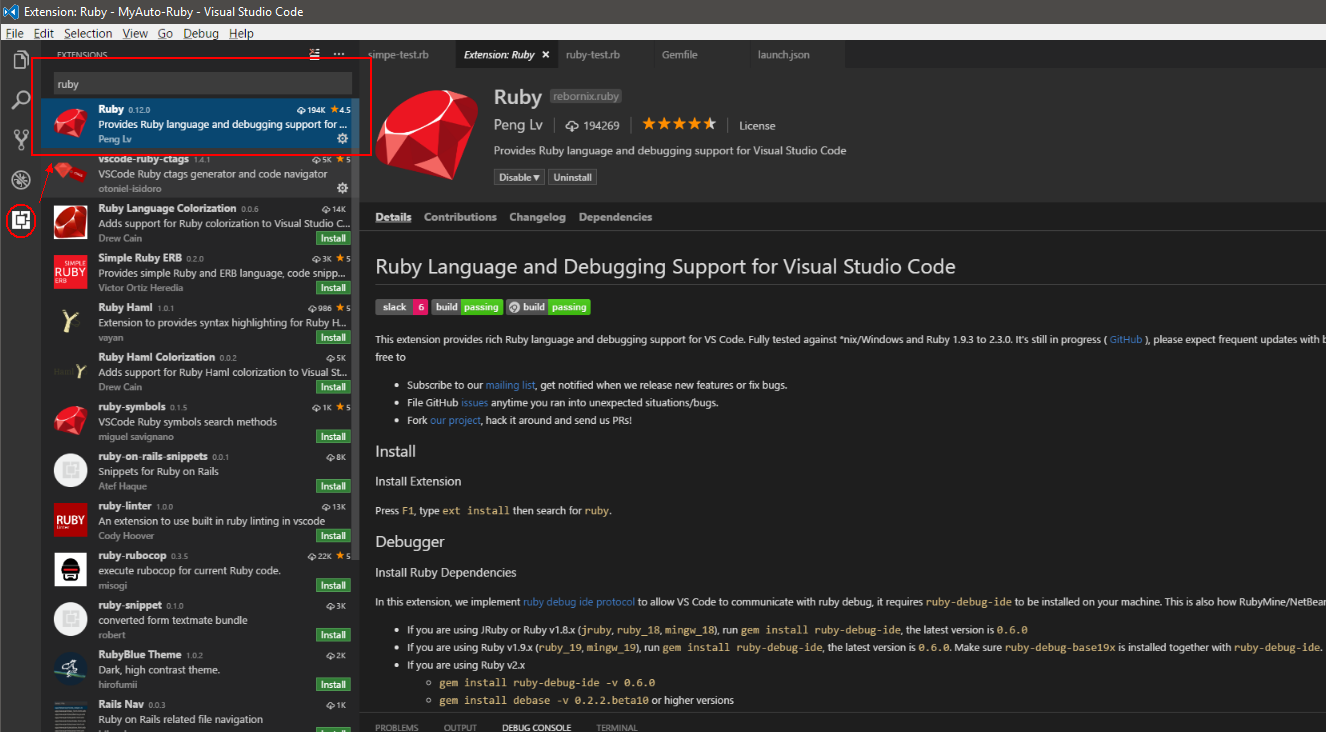 Extension: Ruby - MyAuto-Ruby - Visual Studio Code
File Edit Selection View Go Debug Help
EXTENSIONS
simpe-test.rb Extension: Ruby ruby-test.rb Gemfile launch.json
ruby
Ruby 0.12.0 194K 4.5
Provides Ruby language and debugging support for ...
Peng Lv
vscode-ruby-ctags 1.4.1 5K 5
VSCode Ruby ctags generator and code navigator
otoniel-isidoro
Ruby Language Colorization 0.0.6 14K
Adds support for Ruby colorization to Visual Studio C...
Drew Cain Install
SIMPLE
RUBY
ERB
Simple Ruby ERB 0.2.0 3K 5
Provides simple Ruby and ERB language, code snipp...
Victor Ortiz Heredia Install
Ruby Haml 1.0.1 986 5
Extension to provides syntax highlighting for Ruby H...
vayan Install
Ruby Haml Colorization 0.0.2 5K
Adds support for Ruby Haml colorization to Visual St...
Drew Cain Install
ruby-symbols 0.1.5 1K 5
VSCode Ruby symbols search methods
miguel savignano Install
ruby-on-rails-snippets 0.0.1 8K
Snippets for Ruby on Rails
Atef Haque Install
RUBY
linter
ruby-linter 1.0.0 13K
An extension to use built in ruby linting in vscode
Cody Hoover Install
ruby-rubocop 0.3.5 22K 5
execute rubocop for current Ruby code.
misogi Install
ruby-snippet 0.1.0 3K
converted form textmate bundle
robert Install
RubyBlue Theme 1.0.2 2K
Dark, high contrast theme.
hirofumii Install
Rails Nav 0.0.3 1K
Ruby on Rails related file navigation
Ruby rebornix.ruby
Peng Lv 194269 License
Provides Ruby language and debugging support for Visual Studio Code
Disable Uninstall
Details Contributions Changelog Dependencies
Ruby Language and Debugging Support for Visual Studio Code
slack 6 build passing build passing
This extension provides rich Ruby language and debugging support for VS Code. Fully tested against *nix/Windows and Ruby 1.9.3 to 2.3.0. It's still in progress ( GitHub ), please expect frequent updates with
free to
• Subscribe to our mailing list, get notified when we release new features or fix bugs.
• File GitHub issues anytime you ran into unexpected situations/bugs.
• Fork our project, hack it around and send us PRs!
Install
Install Extension
Press F1, type ext install then search for ruby.
Debugger
Install Ruby Dependencies
In this extension, we implement ruby debug ide protocol to allow VS Code to communicate with ruby debug, it requires ruby-debug-ide to be installed on your machine. This is also how RubyMine/NetBean
• If you are using JRuby or Ruby v1.8.x (jruby, ruby_18, mingw_18), run gem install ruby-debug-ide, the latest version is 0.6.0
• If you are using Ruby v1.9.x (ruby_19, mingw_19), run gem install ruby-debug-ide, the latest version is 0.6.0. Make sure ruby-debug-base19x is installed together with ruby-debug-ide.
• If you are using Ruby v2.x
gem install ruby-debug-ide -v 0.6.0
gem install debase -v 0.2.2.beta10 or higher versions
PROBLEMS OUTPUT DEBUG CONSOLE TERMINAL